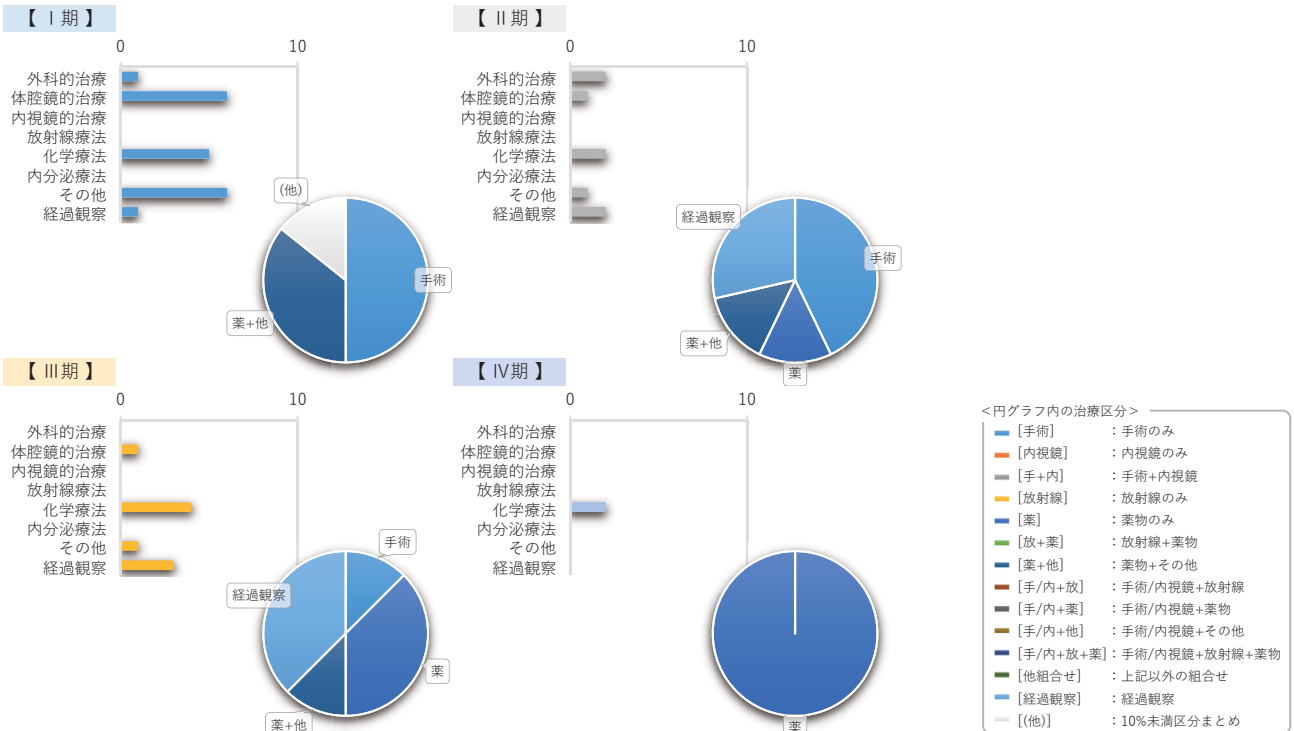 【 Ⅰ期 】
0 10
外科的治療
体腔鏡的治療
内視鏡的治療
放射線療法
化学療法
内分泌療法
その他
経過観察
(他)
手術
薬+他
【 Ⅱ期 】
0 10
外科的治療
体腔鏡的治療
内視鏡的治療
放射線療法
化学療法
内分泌療法
その他
経過観察
経過観察
手術
薬+他
薬
【 Ⅲ期 】
0 10
外科的治療
体腔鏡的治療
内視鏡的治療
放射線療法
化学療法
内分泌療法
その他
経過観察
手術
経過観察
薬
薬+他
【 Ⅳ期 】
0 10
外科的治療
体腔鏡的治療
内視鏡的治療
放射線療法
化学療法
内分泌療法
その他
経過観察
薬
＜円グラフ内の治療区分＞
[手術] ：手術のみ
[内視鏡] ：内視鏡のみ
[手+内] ：手術+内視鏡
[放射線] ：放射線のみ
[薬] ：薬物のみ
[放+薬] ：放射線+薬物
[薬+他] ：薬物+その他
[手/内+放] ：手術/内視鏡+放射線
[手/内+薬] ：手術/内視鏡+薬物
[手/内+他] ：手術/内視鏡+その他
[手/内+放+薬]：手術/内視鏡+放射線+薬物
[他組合せ] ：上記以外の組合せ
[経過観察] ：経過観察
[(他)] ：10%未満区分まとめ